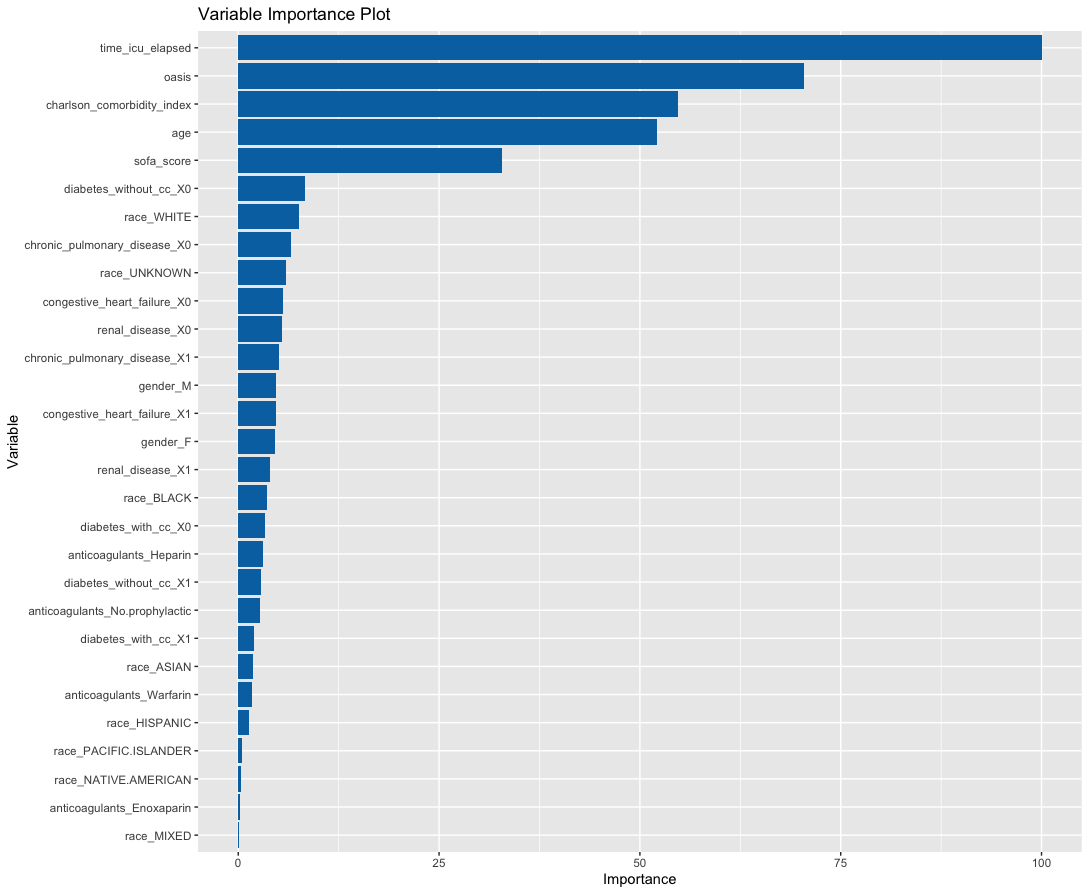 Variable Importance Plot
Variable
time_icu_elapsed
oasis
charlson_comorbidity_index
age
sofa_score
diabetes_without_cc_X0
race_WHITE
chronic_pulmonary_disease_X0
race_UNKNOWN
congestive_heart_failure_X0
renal_disease_X0
chronic_pulmonary_disease_X1
gender_M
congestive_heart_failure_X1
gender_F
renal_disease_X1
race_BLACK
diabetes_with_cc_X0
anticoagulants_Heparin
diabetes_without_cc_X1
anticoagulants_No.prophylactic
diabetes_with_cc_X1
race_ASIAN
anticoagulants_Warfarin
race_HISPANIC
race_PACIFIC.ISLANDER
race_NATIVE.AMERICAN
anticoagulants_Enoxaparin
race_MIXED
0 25 50 75 100
Importance